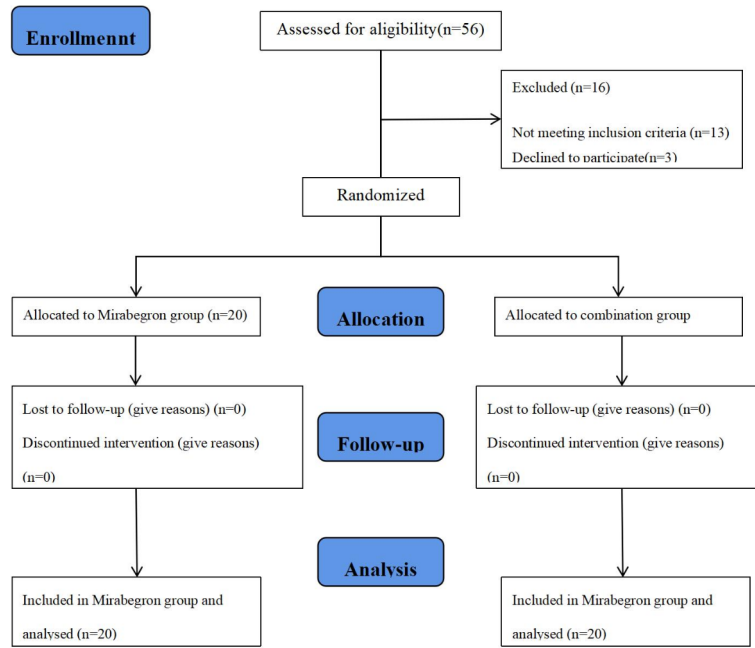 Enrollmennt
Assessed for aligibility(n=56)
Excluded (n=16)
Not meeting inclusion criteria (n=13)
Declined to participate(n=3)
Randomized
Allocated to Mirabegron group (n=20)
Allocation
Allocated to combination group
Lost to follow-up (give reasons) (n=0)
Discontinued intervention (give reasons)
(n=0)
Follow-up
Lost to follow-up (give reasons) (n=0)
Discontinued intervention (give reasons)
(n=0)
Analysis
Included in Mirabegron group and
analysed (n=20)
Included in Mirabegron group and
analysed (n=20)